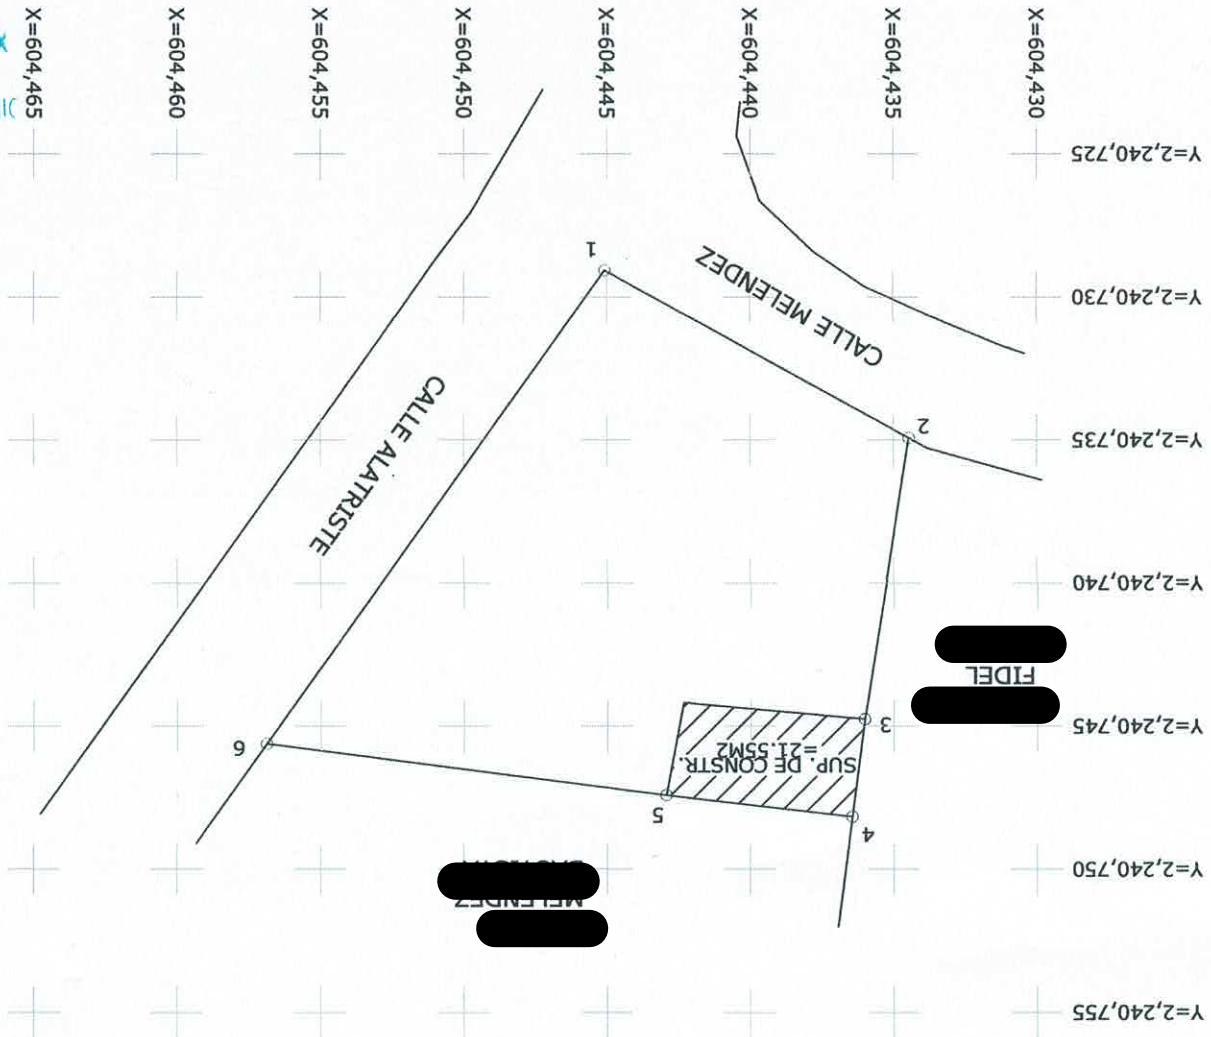 Y=2,240,755
MELENDEZ
Y=2,240,750
4
5
SUP. DE CONSTR.
=21.55M2
6
3
Y=2,240,745
FIDEL
Y=2,240,740
CALLE ALATRISTE
Y=2,240,735
2
CALLE MELENDEZ
Y=2,240,730
1
Y=2,240,725
X=604,430
X=604,435
X=604,440
X=604,445
X=604,450
X=604,455
X=604,460
X=604,465